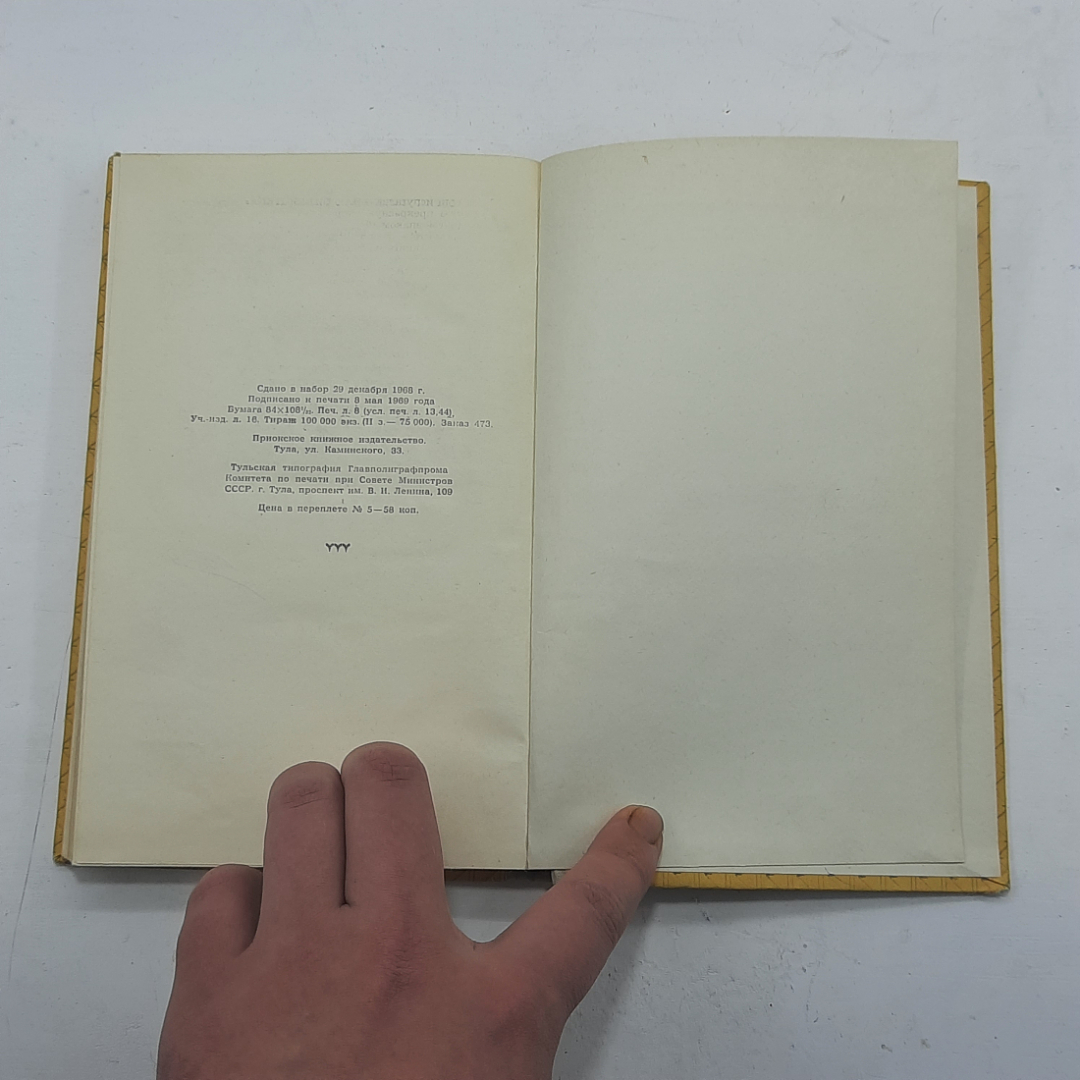 Сдано в набор 29 декабря 1968 г.
Подписано к печати 8 мая 1969 года
Бумага 84×108¹/₃₂. Печ. л. 8 (усл. печ. л. 13,44).
Уч.-изд. л. 16. Тираж 100 000 экз. (II з.— 75 000). Заказ 473.
Приокское книжное издательство.
Тула, ул. Каминского, 33.
Тульская типография Главполиграфпрома
Комитета по печати при Совете Министров
СССР. г. Тула, проспект им. В. И. Ленина, 109
Цена в переплете № 5—58 коп.